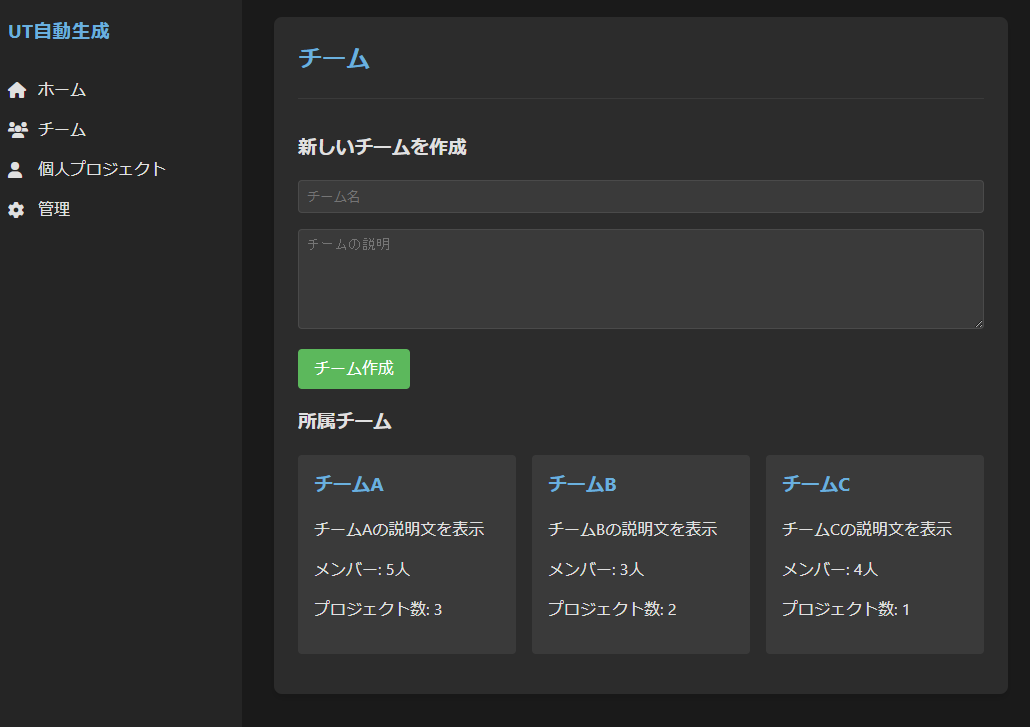 UT自動生成
ホーム
チーム
個人プロジェクト
管理
チーム
新しいチームを作成
チーム名
チームの説明
チーム作成
所属チーム
チームA
チームAの説明文を表示
メンバー: 5人
プロジェクト数: 3
チームB
チームBの説明文を表示
メンバー: 3人
プロジェクト数: 2
チームC
チームCの説明文を表示
メンバー: 4人
プロジェクト数: 1